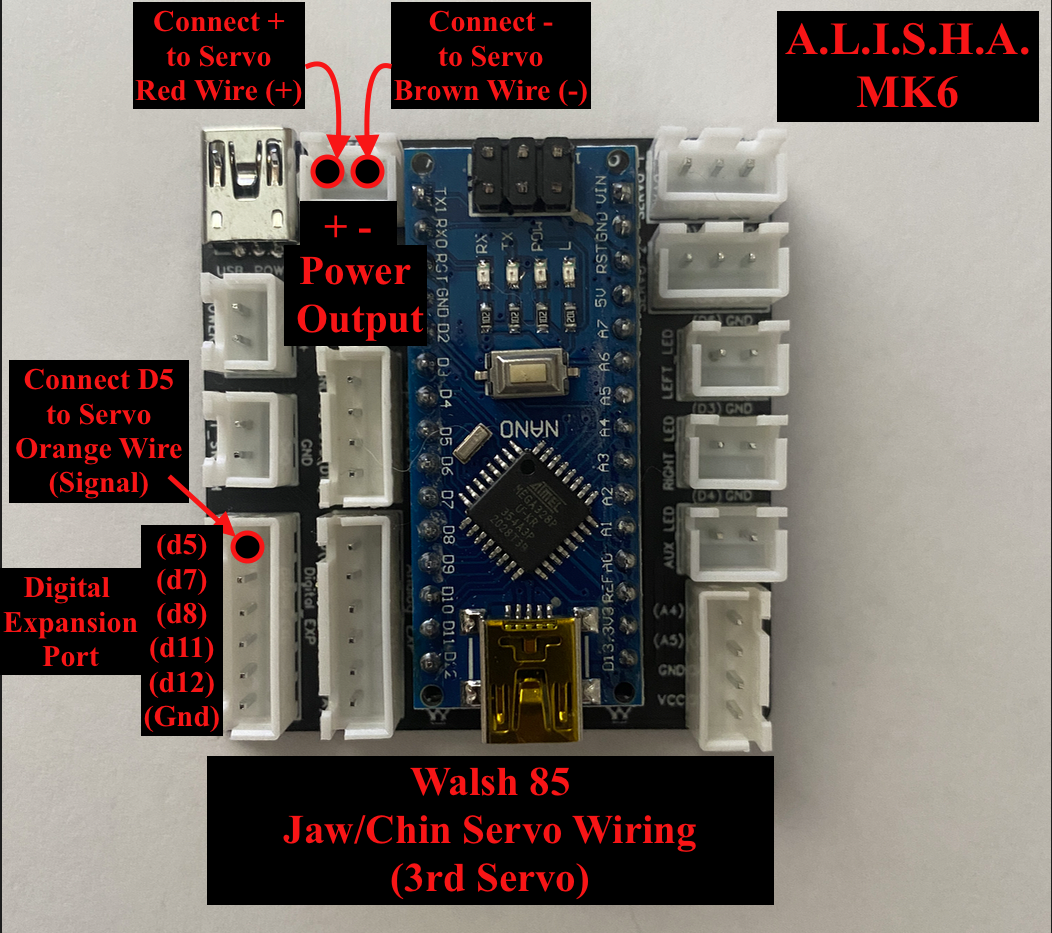 Connect +
to Servo
Red Wire (+)
Connect -
to Servo
Brown Wire (-)
A.L.I.S.H.A.
MK6
+ -
Power
Output
Connect D5
to Servo
Orange Wire
(Signal)
(d5)
(d7)
(d8)
(d11)
(d12)
(Gnd)
Digital
Expansion
Port
USB POW
GND
Digital EXP
TX1 RX0 RST GND D2 D3 D4 D5 D6 D7 D8 D9 D10 D11 D12
RX TX POW L
NANO
ATMEL
MEGA328P
VIN GND RST 5V A7 A6 A5 A4 A3 A2 A1 A0 REF 3V3 D13
GND
LEFT LED
(D3) GND
RIGHT LED
(D4) GND
AUX LED
(A4)
(A5)
GND
VCC
Walsh 85
Jaw/Chin Servo Wiring
(3rd Servo)